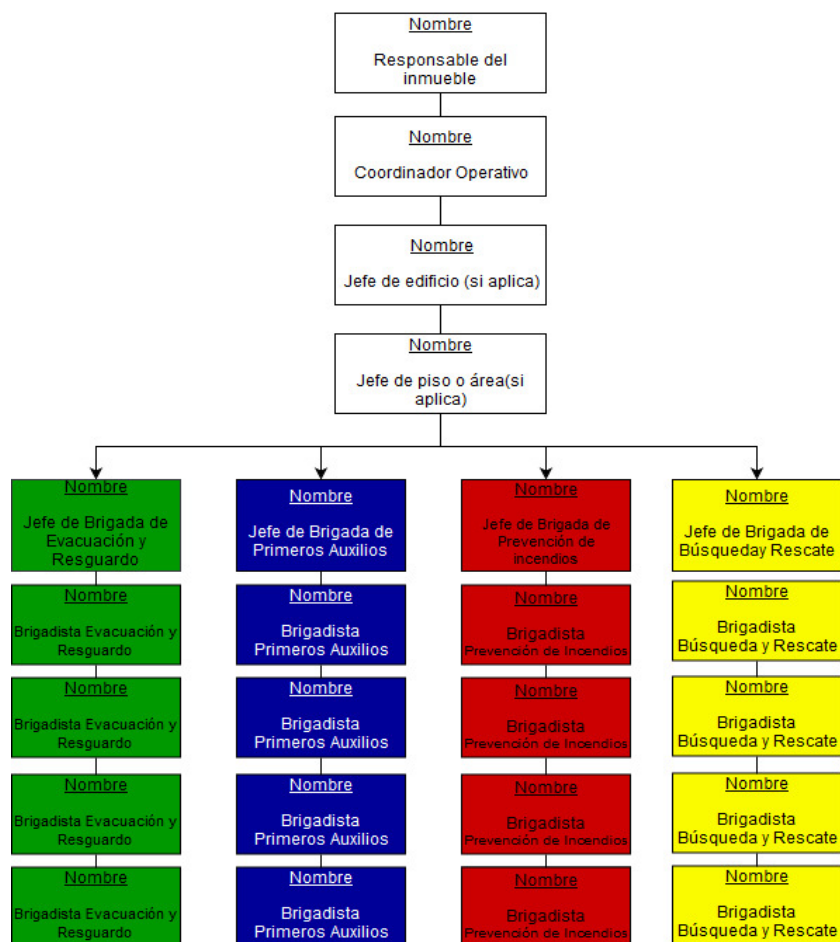 Nombre
Responsable del
inmueble
Nombre
Coordinador Operativo
Nombre
Jefe de edificio (si aplica)
Nombre
Jefe de piso o área(si
aplica)
Nombre
Jefe de Brigada de
Evacuación y
Resguardo
Nombre
Brigadista Evacuación y
Resguardo
Nombre
Brigadista Evacuación y
Resguardo
Nombre
Brigadista Evacuación y
Resguardo
Nombre
Brigadista Evacuación y
Resguardo
Nombre
Jefe de Brigada de
Primeros Auxilios
Nombre
Brigadista
Primeros Auxilios
Nombre
Brigadista
Primeros Auxilios
Nombre
Brigadista
Primeros Auxilios
Nombre
Brigadista
Primeros Auxilios
Nombre
Jefe de Brigada de
Prevención de
incendios
Nombre
Brigadista
Prevención de Incendios
Nombre
Brigadista
Prevención de Incendios
Nombre
Brigadista
Prevención de Incendios
Nombre
Brigadista
Prevención de Incendios
Nombre
Jefe de Brigada de
Búsqueday Rescate
Nombre
Brigadista
Búsqueda y Rescate
Nombre
Brigadista
Búsqueda y Rescate
Nombre
Brigadista
Búsqueda y Rescate
Nombre
Brigadista
Búsqueda y Rescate